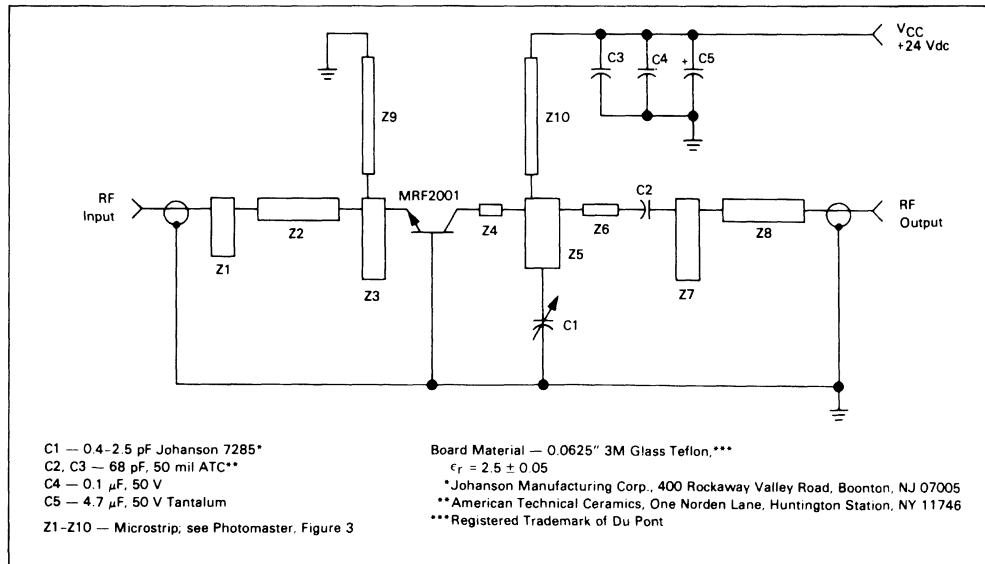 VCC
+24 Vdc
C3
C4
+
C5
Z9
Z10
RF
Input
MRF2001
C2
RF
Output
Z1
Z2
Z3
Z4
Z5
Z6
Z7
Z8
C1
C1 — 0.4-2.5 pF Johanson 7285*
C2, C3 — 68 pF, 50 mil ATC**
C4 — 0.1 μF, 50 V
C5 — 4.7 μF, 50 V Tantalum
Z1-Z10 — Microstrip; see Photomaster, Figure 3
Board Material — 0.0625" 3M Glass Teflon,***
εr = 2.5 ± 0.05
*Johanson Manufacturing Corp., 400 Rockaway Valley Road, Boonton, NJ 07005
**American Technical Ceramics, One Norden Lane, Huntington Station, NY 11746
***Registered Trademark of Du Pont